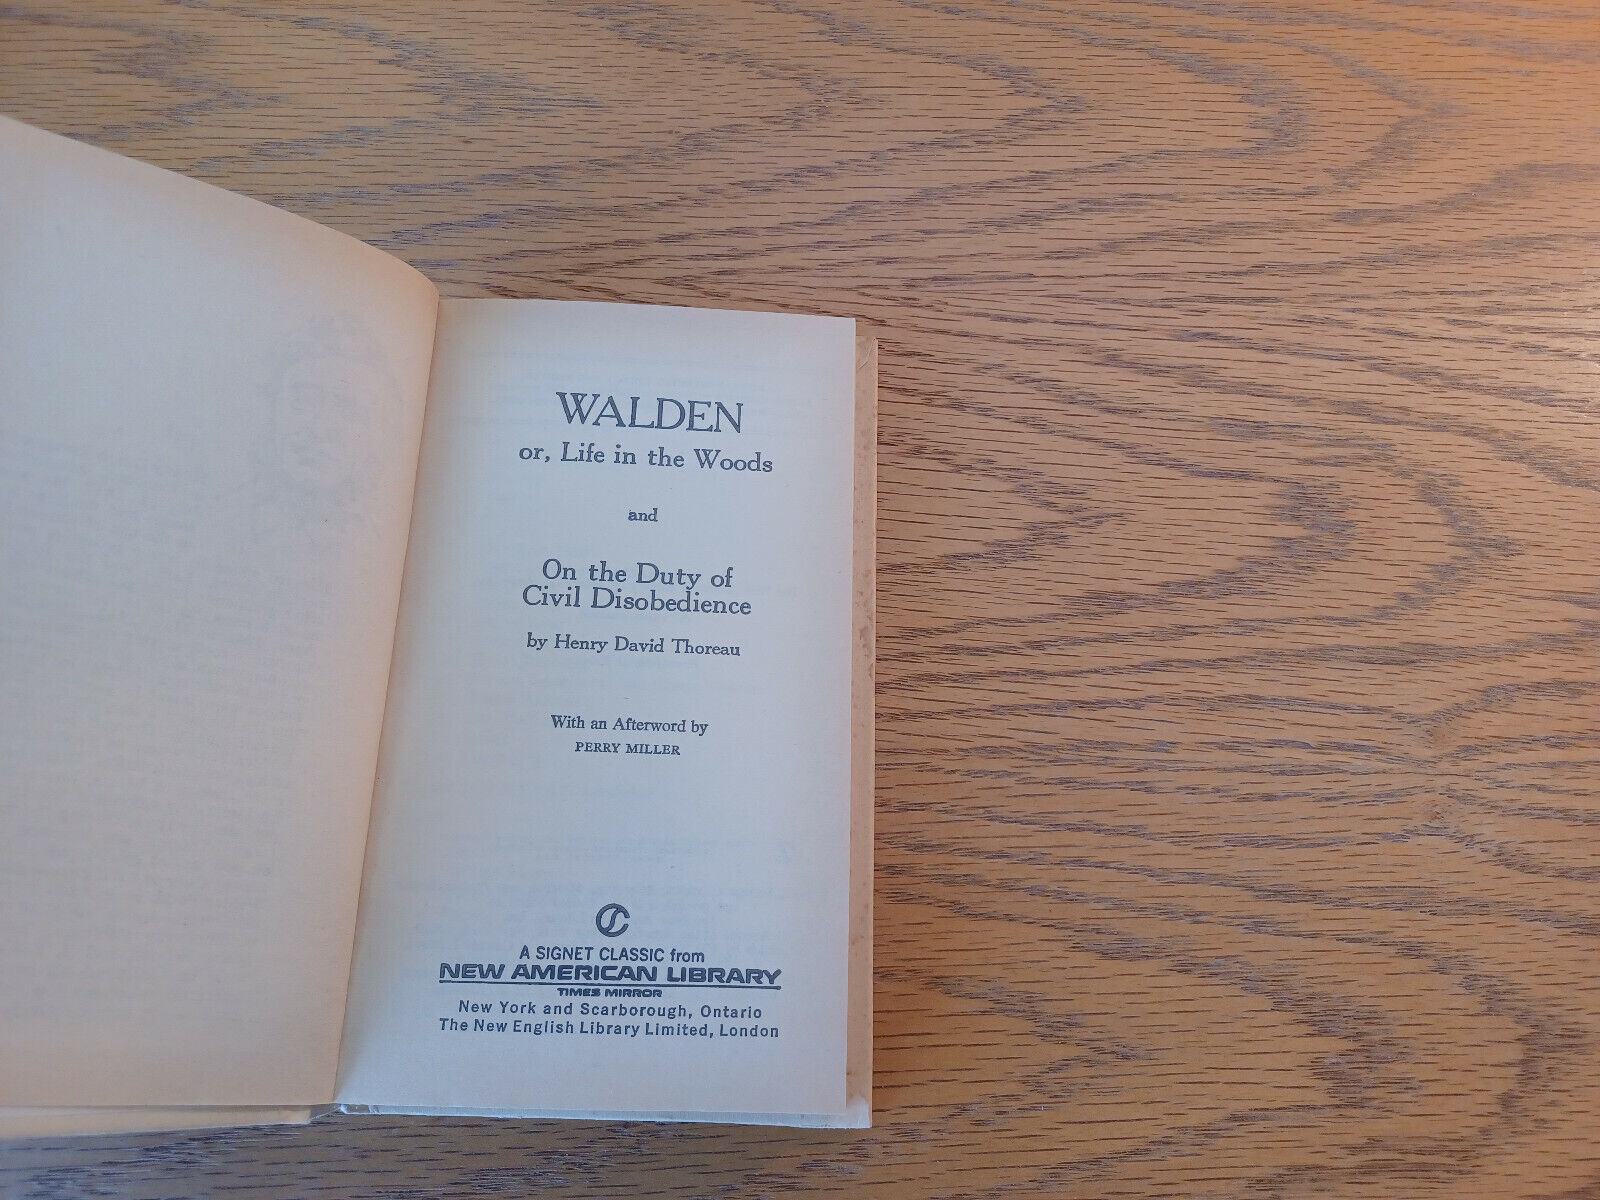 WALDEN
or, Life in the Woods
and
On the Duty of
Civil Disobedience
by Henry David Thoreau
With an Afterword by
PERRY MILLER
A SIGNET CLASSIC from
NEW AMERICAN LIBRARY
TIMES MIRROR
New York and Scarborough, Ontario
The New English Library Limited, London